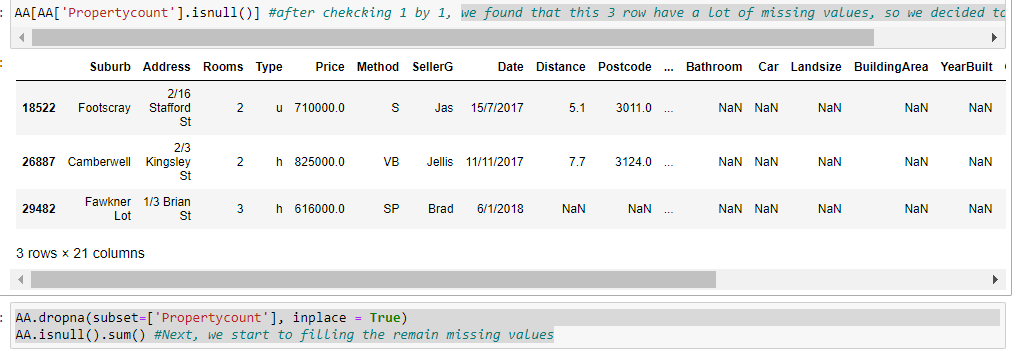 : AA[AA['Propertycount'].isnull()] #after chekcking 1 by 1, we found that this 3 row have a lot of missing values, so we decided to
Suburb Address Rooms Type Price Method SellerG Date Distance Postcode ... Bathroom Car Landsize BuildingArea YearBuilt
18522 Footscray 2/16 Stafford St 2 u 710000.0 S Jas 15/7/2017 5.1 3011.0 ... NaN NaN NaN NaN NaN
26887 Camberwell 2/3 Kingsley St 2 h 825000.0 VB Jellis 11/11/2017 7.7 3124.0 ... NaN NaN NaN NaN NaN
29482 Fawkner Lot 1/3 Brian St 3 h 616000.0 SP Brad 6/1/2018 NaN NaN ... NaN NaN NaN NaN NaN
3 rows × 21 columns
: AA.dropna(subset=['Propertycount'], inplace = True)
AA.isnull().sum() #Next, we start to filling the remain missing values